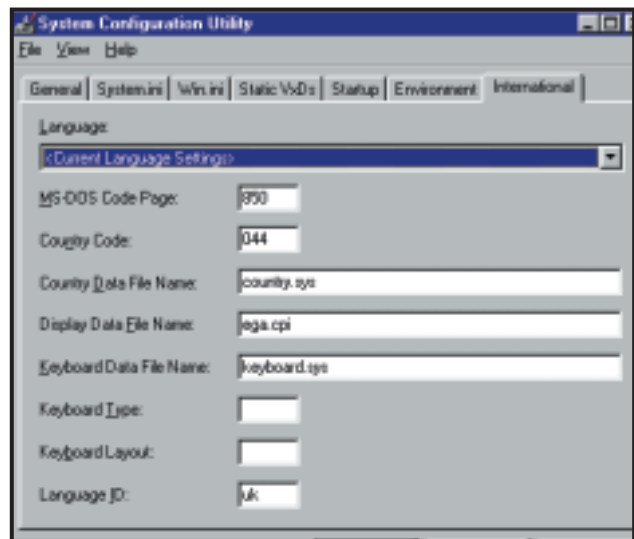 System Configuration Utility
File View Help
General System.ini Win.ini Static VxDs Startup Environment International
Language:
<Current Language Settings>
MS-DOS Code Page: 850
Country Code: 044
Country Data File Name: country.sys
Display Data File Name: ega.cpi
Keyboard Data File Name: keyboard.sys
Keyboard Type:
Keyboard Layout:
Language ID: uk